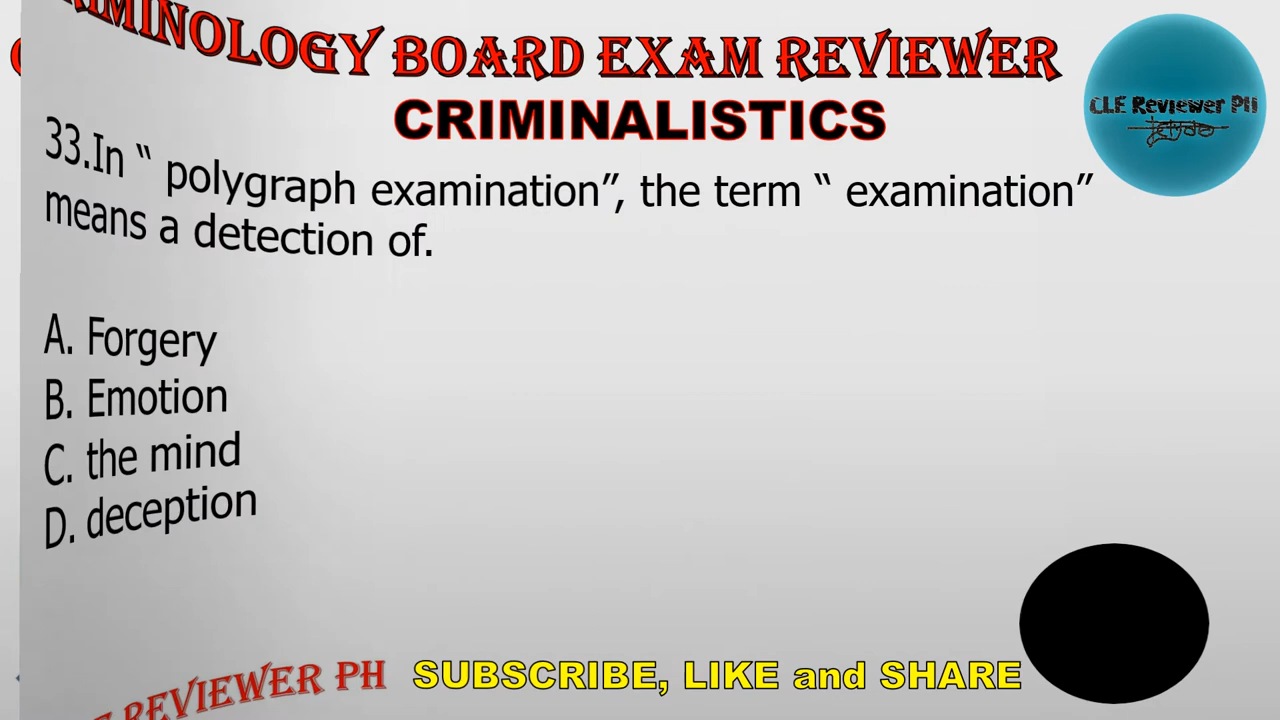 RIMINOLOGY BOARD EXAM REVIEWER
CRIMINALISTICS
CLE Reviewer PH
33.In “ polygraph examination”, the term “ examination”
means a detection of.
A. Forgery
B. Emotion
C. the mind
D. deception
E REVIEWER PH SUBSCRIBE, LIKE and SHARE